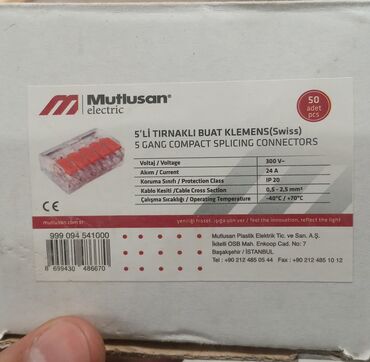 Mutlusan®
electric
50
adet
pcs
5'Lİ TIRNAKLI BUAT KLEMENS(Swiss)
5 GANG COMPACT SPLICING CONNECTORS
Voltaj / Voltage 300 V~
Akım / Current 24 A
Koruma Sınıfı / Protection Class IP 20
Kablo Kesiti /Cable Cross Section 0,5 - 2,5 mm²
Çalışma Sıcaklığı / Operating Temperature -40°C / +70°C
CE
mutlusan.com.tr yeniliği hisset, ışığa yön ver / feel the innovation, reflect the light
999 094 541000
8 699430 486670
Mutlusan Plastik Elektrik Tic. ve San. A.Ş.
İkitelli OSB Mah. Enkoop Cad. No: 7
Başakşehir / İSTANBUL
Tel : +90 212 485 05 44 Fax : +90 212 485 10 12